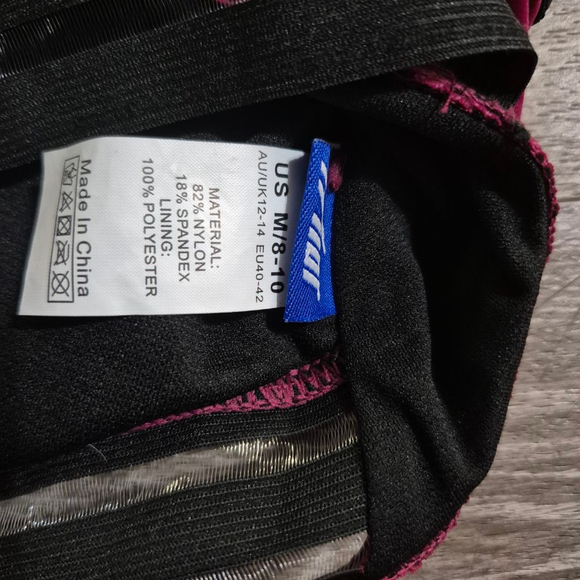 US M/8-10
AU/UK12-14 EU40-42
MATERIAL:
82% NYLON
18% SPANDEX
LINING:
100% POLYESTER
Made In China